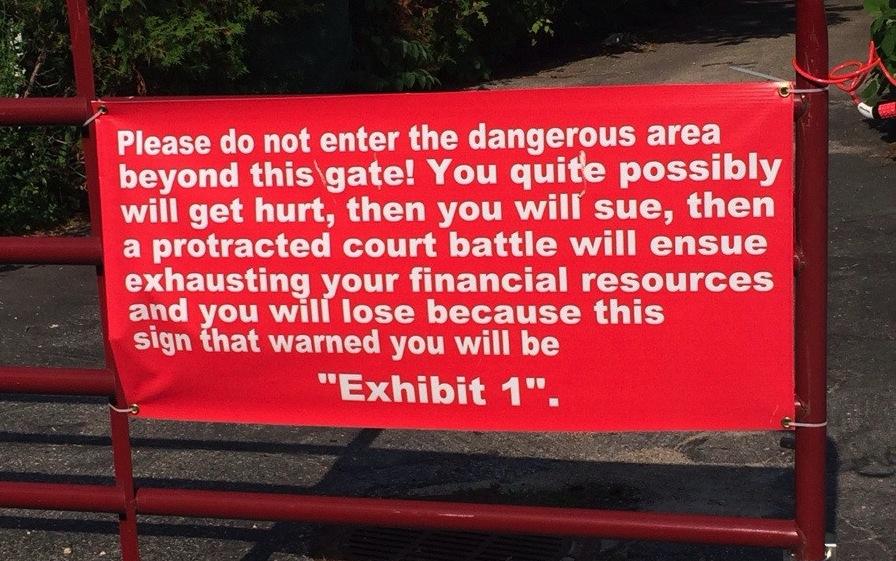 Please do not enter the dangerous area
beyond this gate! You quite possibly
will get hurt, then you will sue, then
a protracted court battle will ensue
exhausting your financial resources
and you will lose because this
sign that warned you will be
"Exhibit 1".